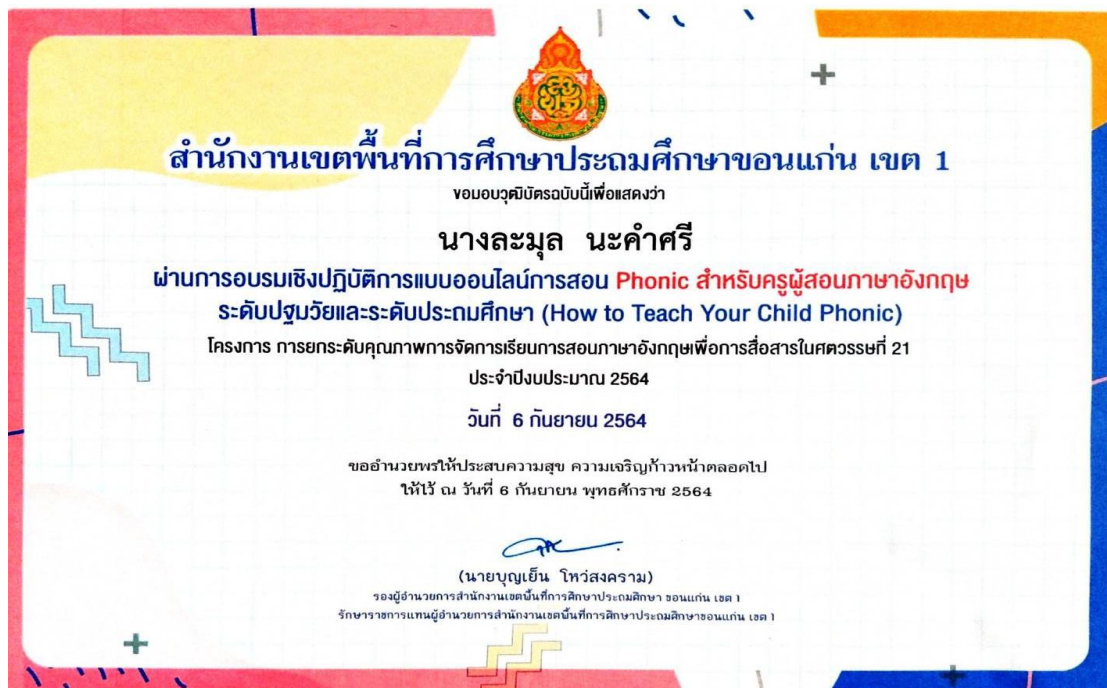 สำนักงานเขตพื้นที่การศึกษาประถมศึกษาขอนแก่น เขต 1
ขอมอบวุฒิบัตรฉบับนี้เพื่อแสดงว่า
นางละมุล นะคำศรี
ผ่านการอบรมเชิงปฏิบัติการแบบออนไลน์การสอน Phonic สำหรับครูผู้สอนภาษาอังกฤษ
ระดับปฐมวัยและระดับประถมศึกษา (How to Teach Your Child Phonic)
โครงการ การยกระดับคุณภาพการจัดการเรียนการสอนภาษาอังกฤษเพื่อการสื่อสารในศตวรรษที่ 21
ประจำปีงบประมาณ 2564
วันที่ 6 กันยายน 2564
ขออำนวยพรให้ประสบความสุข ความเจริญก้าวหน้าตลอดไป
ให้ไว้ ณ วันที่ 6 กันยายน พุทธศักราช 2564
(นายบุญเย็น โหว่สงคราม)
รองผู้อำนวยการสำนักงานเขตพื้นที่การศึกษาประถมศึกษา ขอนแก่น เขต 1
รักษาราชการแทนผู้อำนวยการสำนักงานเขตพื้นที่การศึกษาประถมศึกษาขอนแก่น เขต 1